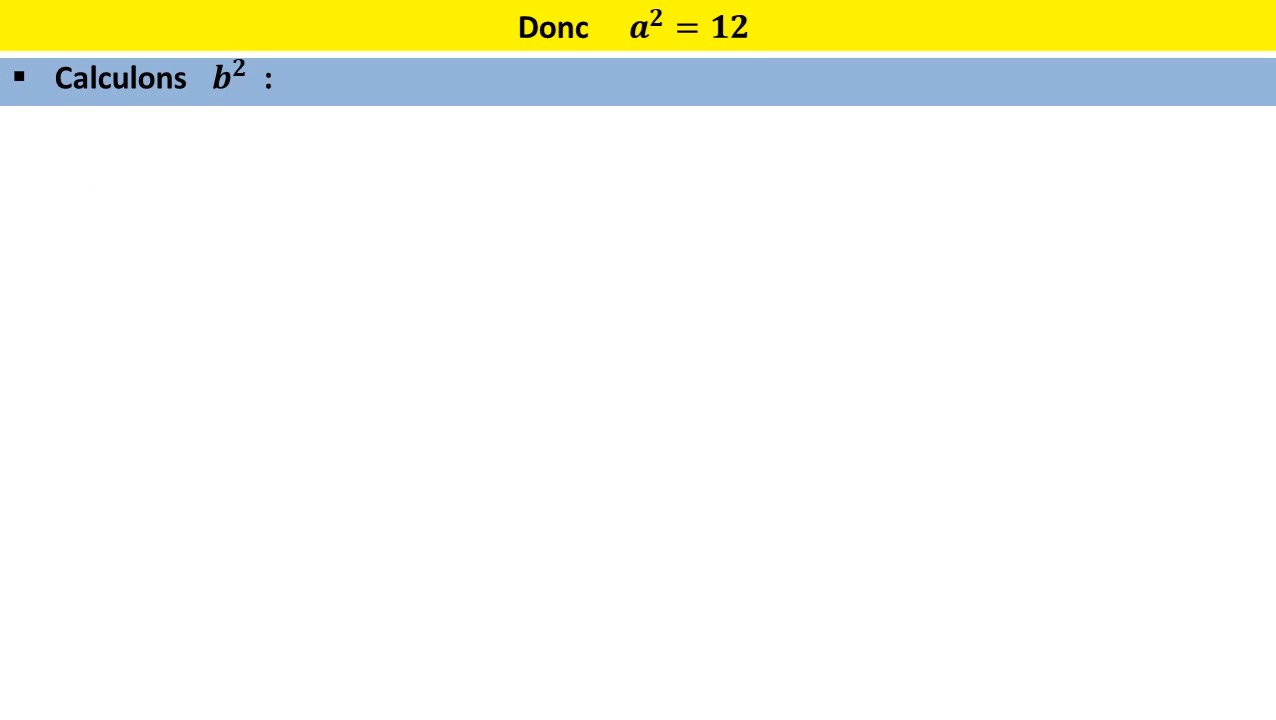 Donc a² = 12
▪ Calculons b² :